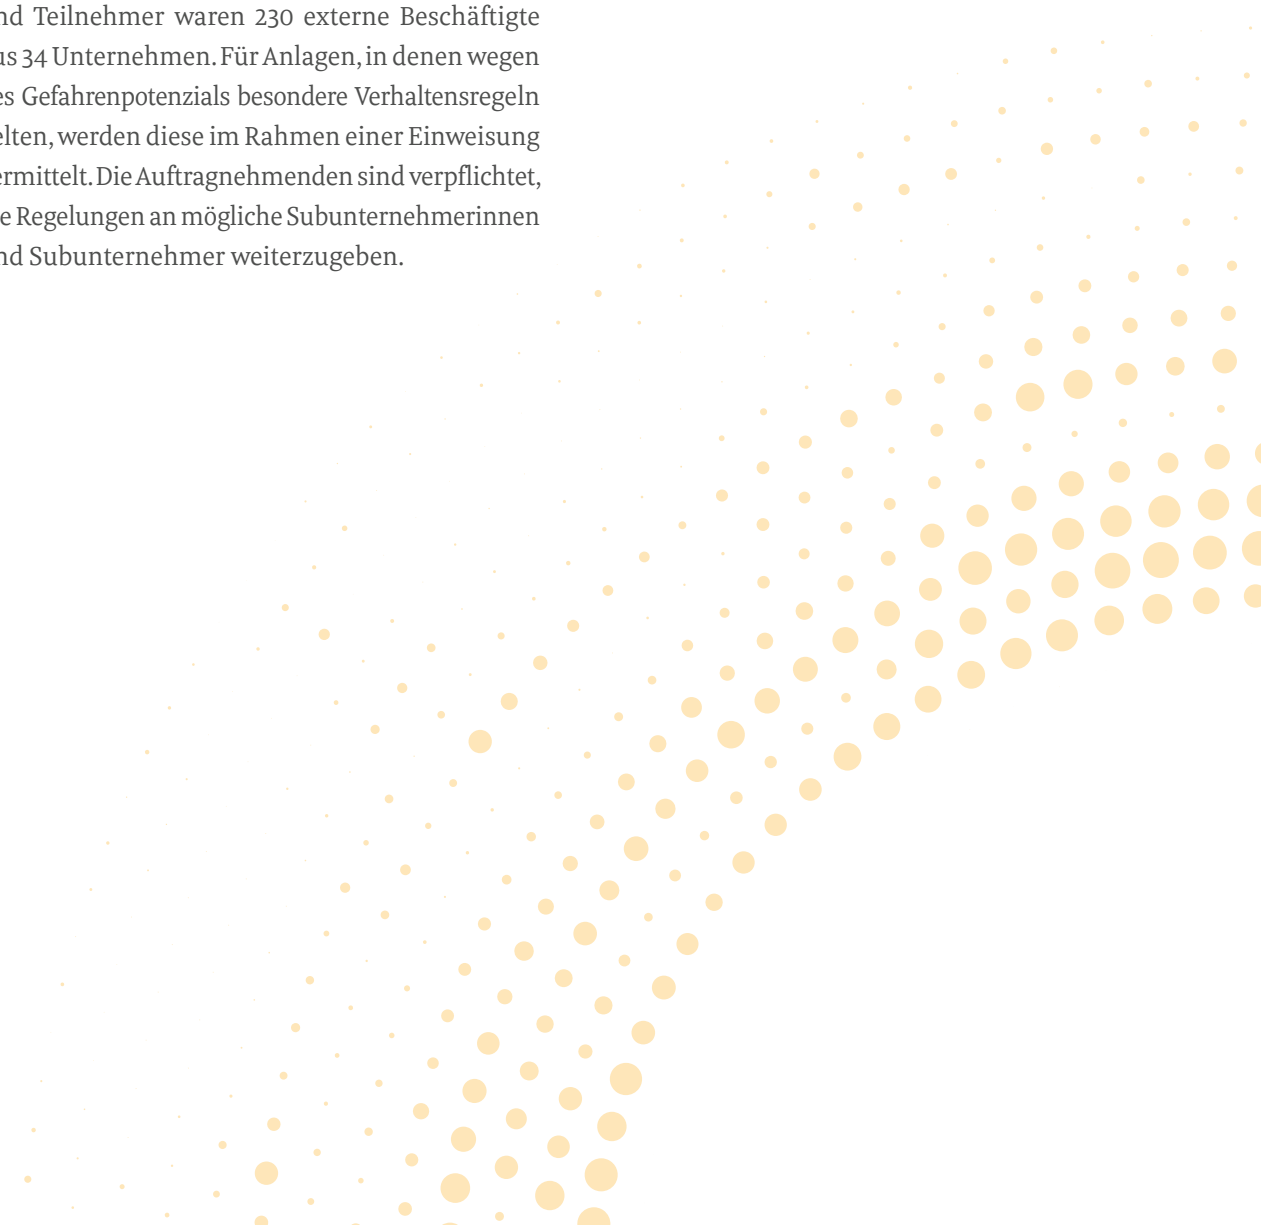 nd Teilnehmer waren 230 externe Beschäftigte
us 34 Unternehmen. Für Anlagen, in denen wegen
es Gefahrenpotenzials besondere Verhaltensregeln
elten, werden diese im Rahmen einer Einweisung
ermittelt. Die Auftragnehmenden sind verpflichtet,
e Regelungen an mögliche Subunternehmerinnen
nd Subunternehmer weiterzugeben.